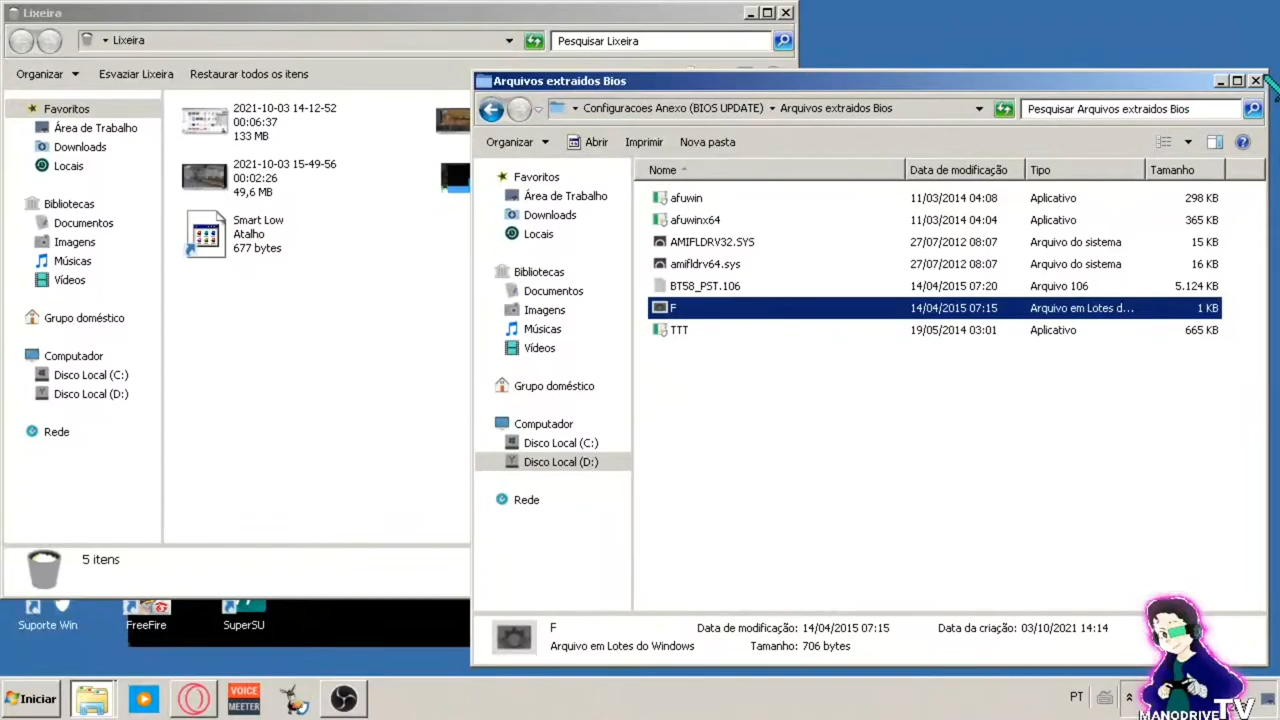 Lixeira
Lixeira
Pesquisar Lixeira
Organizar
Esvaziar Lixeira
Restaurar todos os itens
Favoritos
Área de Trabalho
Downloads
Locais
Bibliotecas
Documentos
Imagens
Músicas
Vídeos
Grupo doméstico
Computador
Disco Local (C:)
Disco Local (D:)
Rede
2021-10-03 14-12-52
00:06:37
133 MB
2021-10-03 15-49-56
00:02:26
49,6 MB
Smart Low
Atalho
677 bytes
5 itens
Arquivos extraidos Bios
Configuracoes Anexo (BIOS UPDATE)
Arquivos extraidos Bios
Pesquisar Arquivos extraidos Bios
Organizar
Abrir
Imprimir
Nova pasta
Favoritos
Área de Trabalho
Downloads
Locais
Bibliotecas
Documentos
Imagens
Músicas
Vídeos
Grupo doméstico
Computador
Disco Local (C:)
Disco Local (D:)
Rede
Nome Data de modificação Tipo Tamanho
afuwin 11/03/2014 04:08 Aplicativo 298 KB
afuwinx64 11/03/2014 04:04 Aplicativo 365 KB
AMIFLDRV32.SYS 27/07/2012 08:07 Arquivo do sistema 15 KB
amifldrv64.sys 27/07/2012 08:07 Arquivo do sistema 16 KB
BT58_PST.106 14/04/2015 07:20 Arquivo 106 5.124 KB
F 14/04/2015 07:15 Arquivo em Lotes d... 1 KB
TTT 19/05/2014 03:01 Aplicativo 665 KB
F Data de modificação: 14/04/2015 07:15 Data da criação: 03/10/2021 14:14
Arquivo em Lotes do Windows Tamanho: 706 bytes
Suporte Win
FreeFire
SuperSU
Iniciar
VOICE
MEETER
PT
MANODRIVE TV